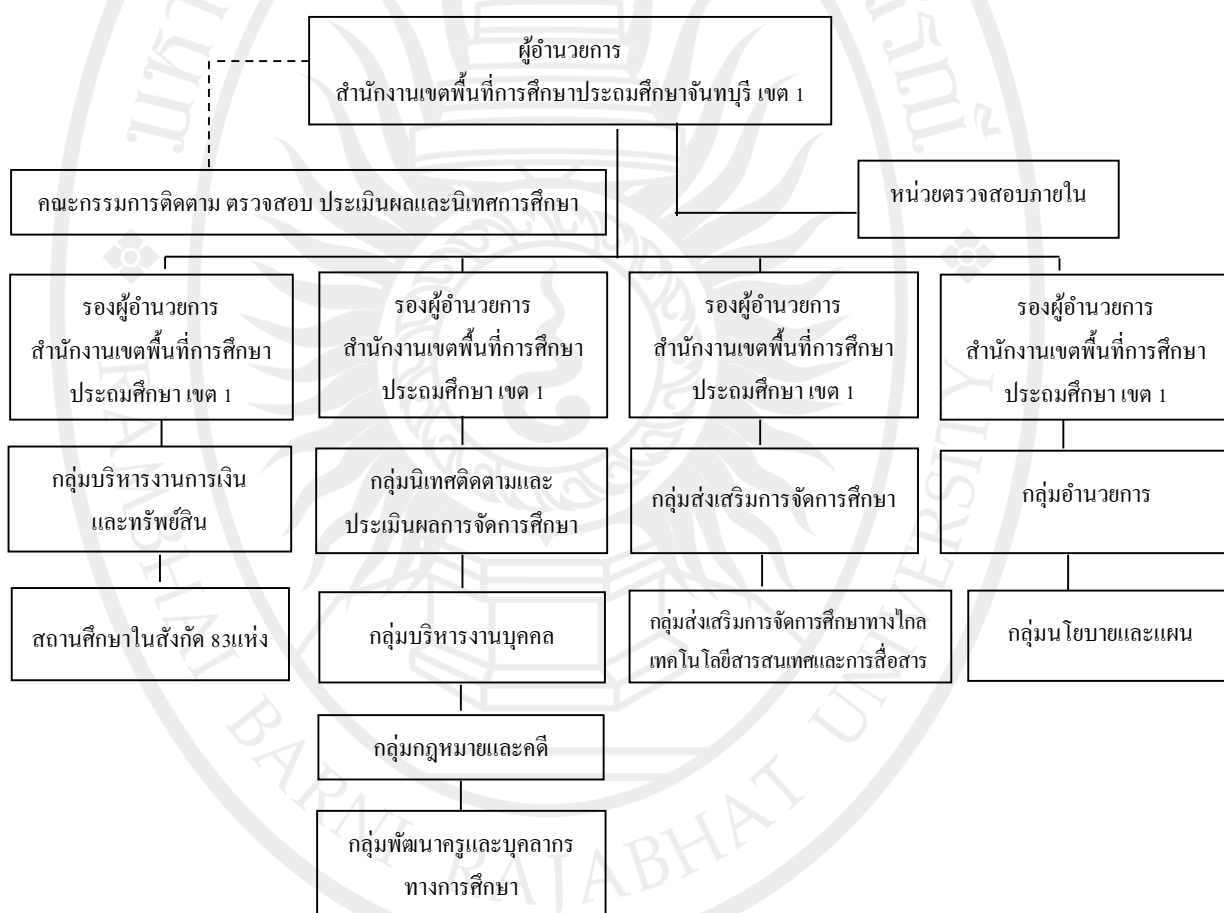 ผู้อำนวยการ
สำนักงานเขตพื้นที่การศึกษาประถมศึกษาจันทบุรี เขต 1
คณะกรรมการติดตาม ตรวจสอบ ประเมินผลและนิเทศการศึกษา
หน่วยตรวจสอบภายใน
รองผู้อำนวยการ
สำนักงานเขตพื้นที่การศึกษา
ประถมศึกษา เขต 1
รองผู้อำนวยการ
สำนักงานเขตพื้นที่การศึกษา
ประถมศึกษา เขต 1
รองผู้อำนวยการ
สำนักงานเขตพื้นที่การศึกษา
ประถมศึกษา เขต 1
รองผู้อำนวยการ
สำนักงานเขตพื้นที่การศึกษา
ประถมศึกษา เขต 1
กลุ่มบริหารงานการเงิน
และทรัพย์สิน
กลุ่มนิเทศติดตามและ
ประเมินผลการจัดการศึกษา
กลุ่มส่งเสริมการจัดการศึกษา
กลุ่มอำนวยการ
สถานศึกษาในสังกัด 83แห่ง
กลุ่มบริหารงานบุคคล
กลุ่มส่งเสริมการจัดการศึกษาทางไกล
เทคโนโลยีสารสนเทศและการสื่อสาร
กลุ่มนโยบายและแผน
กลุ่มกฎหมายและคดี
กลุ่มพัฒนาครูและบุคลากร
ทางการศึกษา
RAMBHAI BARNI RAJABHAT UNIVERSITY